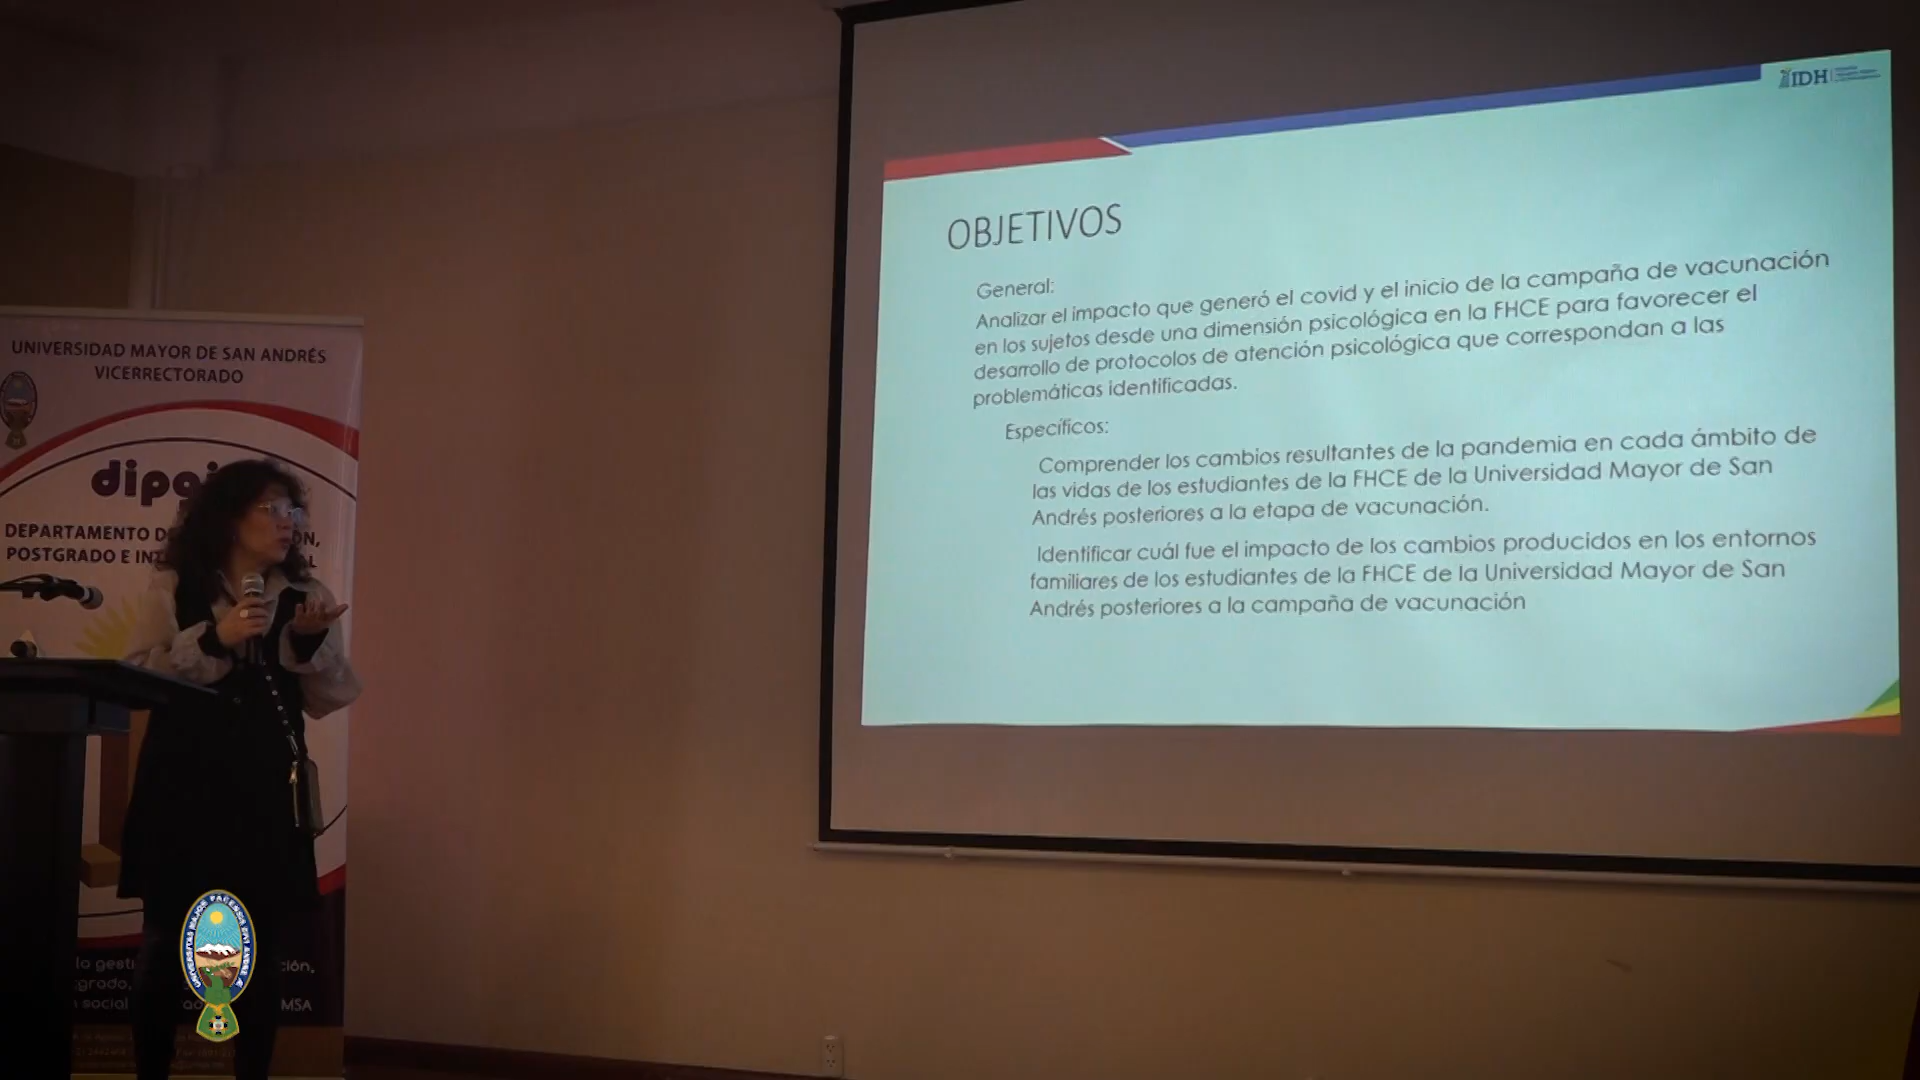 IDH
OBJETIVOS
General:
Analizar el impacto que generó el covid y el inicio de la campaña de vacunación
en los sujetos desde una dimensión psicológica en la FHCE para favorecer el
desarrollo de protocolos de atención psicológica que correspondan a las
problemáticas identificadas.
Específicos:
Comprender los cambios resultantes de la pandemia en cada ámbito de
las vidas de los estudiantes de la FHCE de la Universidad Mayor de San
Andrés posteriores a la etapa de vacunación.
Identificar cuál fue el impacto de los cambios producidos en los entornos
familiares de los estudiantes de la FHCE de la Universidad Mayor de San
Andrés posteriores a la campaña de vacunación
UNIVERSIDAD MAYOR DE SAN ANDRÉS
VICERRECTORADO
DEPARTAMENTO
POSTGRADO E
social